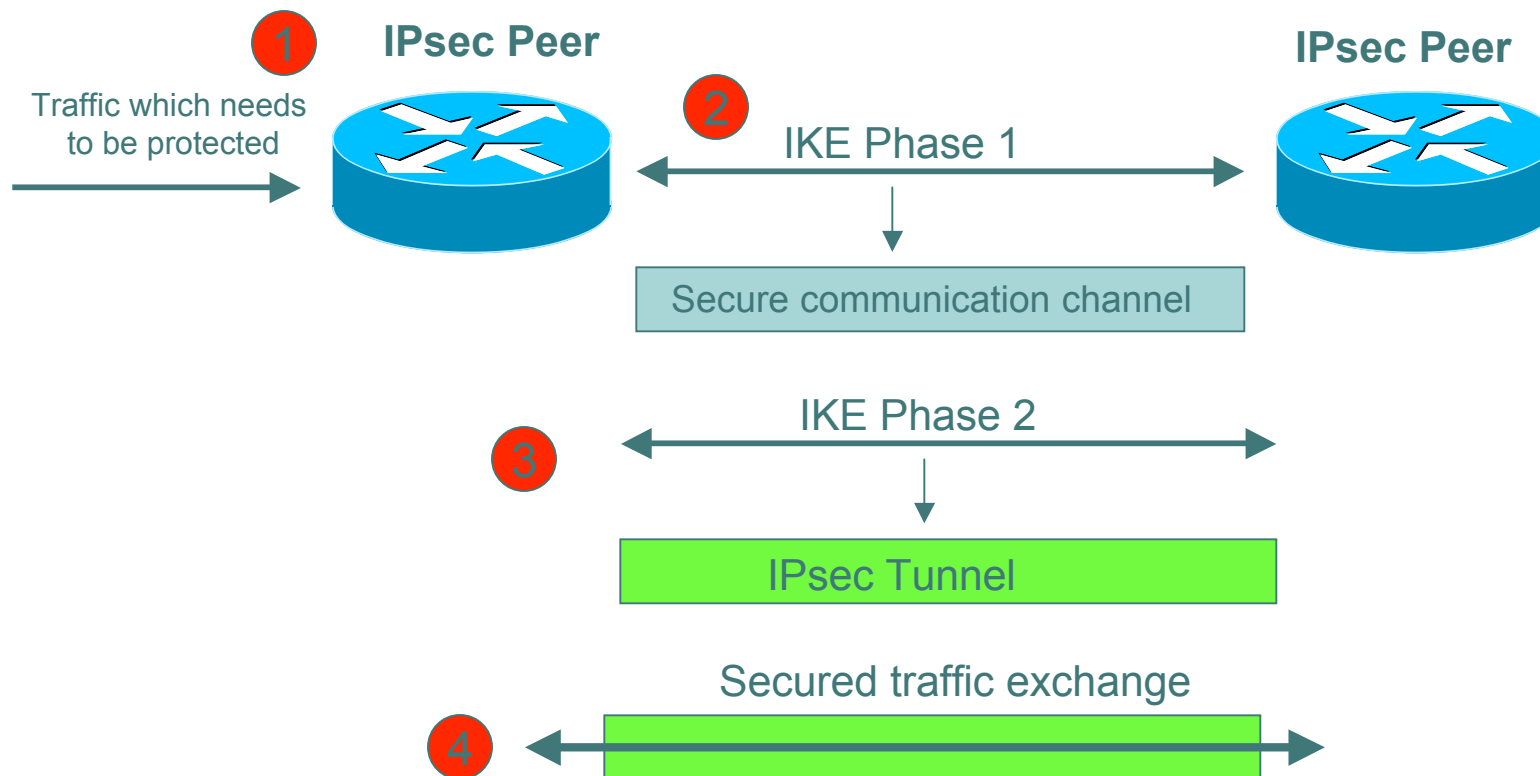 1
IPsec Peer
IPsec Peer
Traffic which needs
to be protected
2
IKE Phase 1
Secure communication channel
IKE Phase 2
3
IPsec Tunnel
Secured traffic exchange
4